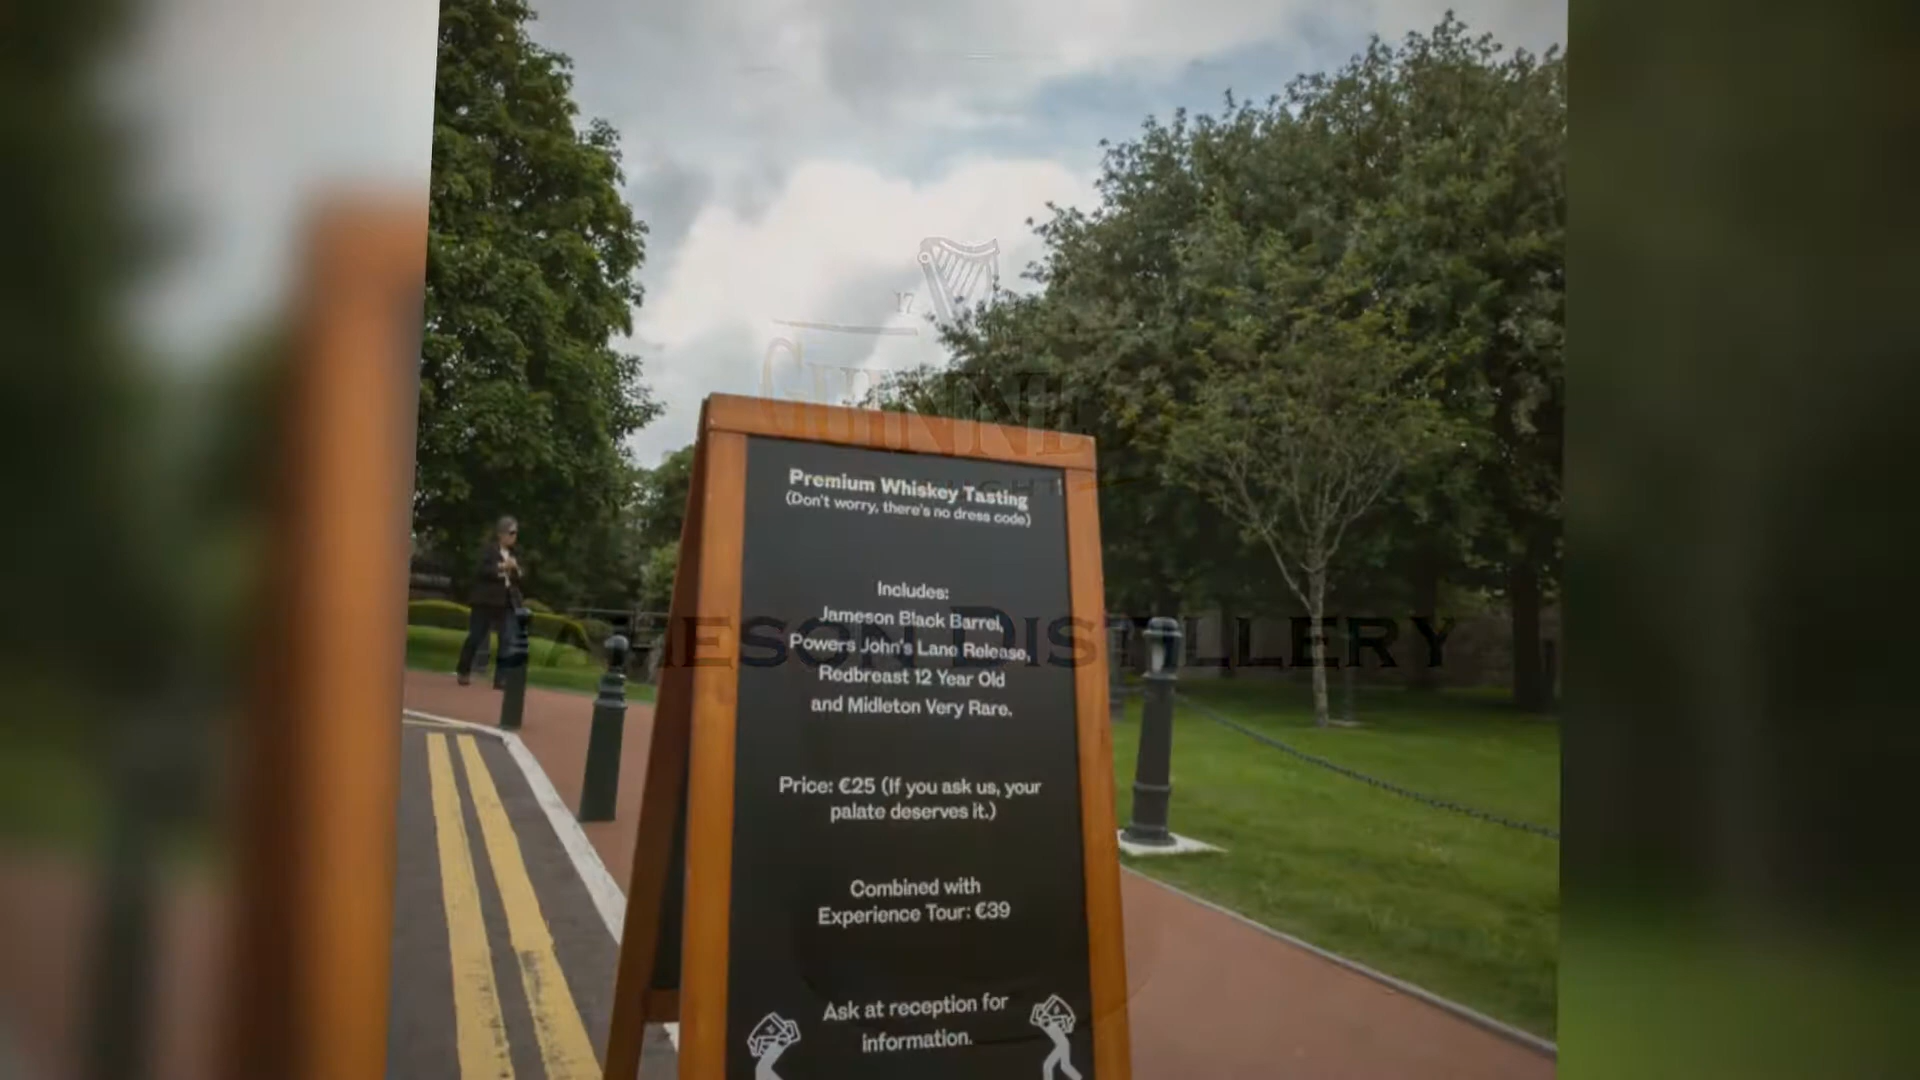 17
GUINNE
Premium Whiskey Tasting
(Don't worry, there's no dress code)
Includes:
Jameson Black Barrel,
Powers John's Lane Release,
JAMESON DISTILLERY
Redbreast 12 Year Old
and Midleton Very Rare.
Price: €25 (If you ask us, your
palate deserves it.)
Combined with
Experience Tour: €39
Ask at reception for
information.